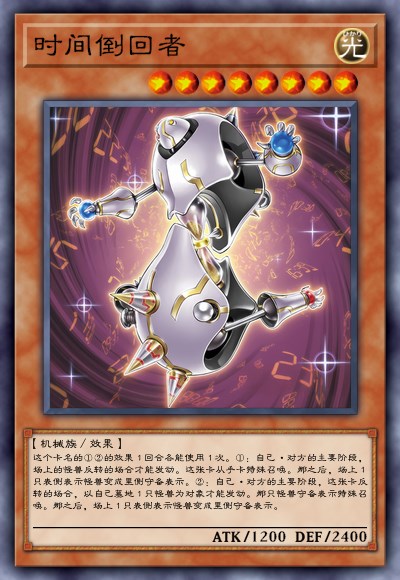 时间倒回者
光
【机械族／效果】
这个卡名的①②的效果1回合各能使用1次。①：自己·对方的主要阶段，
场上的怪兽反转的场合才能发动。这张卡从手卡特殊召唤。那之后，场上1
只表侧表示怪兽变成里侧守备表示。②：自己·对方的主要阶段，这张卡反
转的场合，以自己墓地1只怪兽为对象才能发动。那只怪兽守备表示特殊召
唤。那之后，场上1只表侧表示怪兽变成里侧守备表示。
ATK/1200 DEF/2400